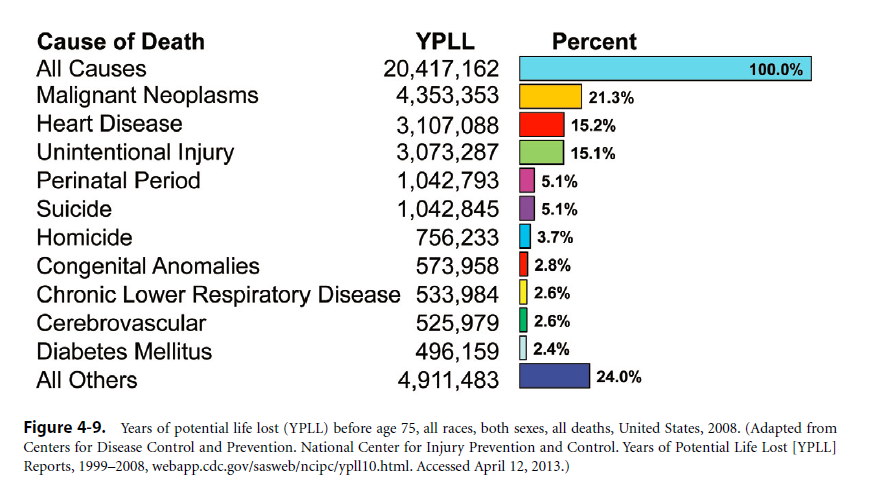 Cause of Death YPLL Percent
All Causes 20,417,162 100.0%
Malignant Neoplasms 4,353,353 21.3%
Heart Disease 3,107,088 15.2%
Unintentional Injury 3,073,287 15.1%
Perinatal Period 1,042,793 5.1%
Suicide 1,042,845 5.1%
Homicide 756,233 3.7%
Congenital Anomalies 573,958 2.8%
Chronic Lower Respiratory Disease 533,984 2.6%
Cerebrovascular 525,979 2.6%
Diabetes Mellitus 496,159 2.4%
All Others 4,911,483 24.0%
Figure 4-9. Years of potential life lost (YPLL) before age 75, all races, both sexes, all deaths, United States, 2008. (Adapted from
Centers for Disease Control and Prevention. National Center for Injury Prevention and Control. Years of Potential Life Lost [YPLL]
Reports, 1999–2008, webapp.cdc.gov/sasweb/ncipc/ypll10.html. Accessed April 12, 2013.)